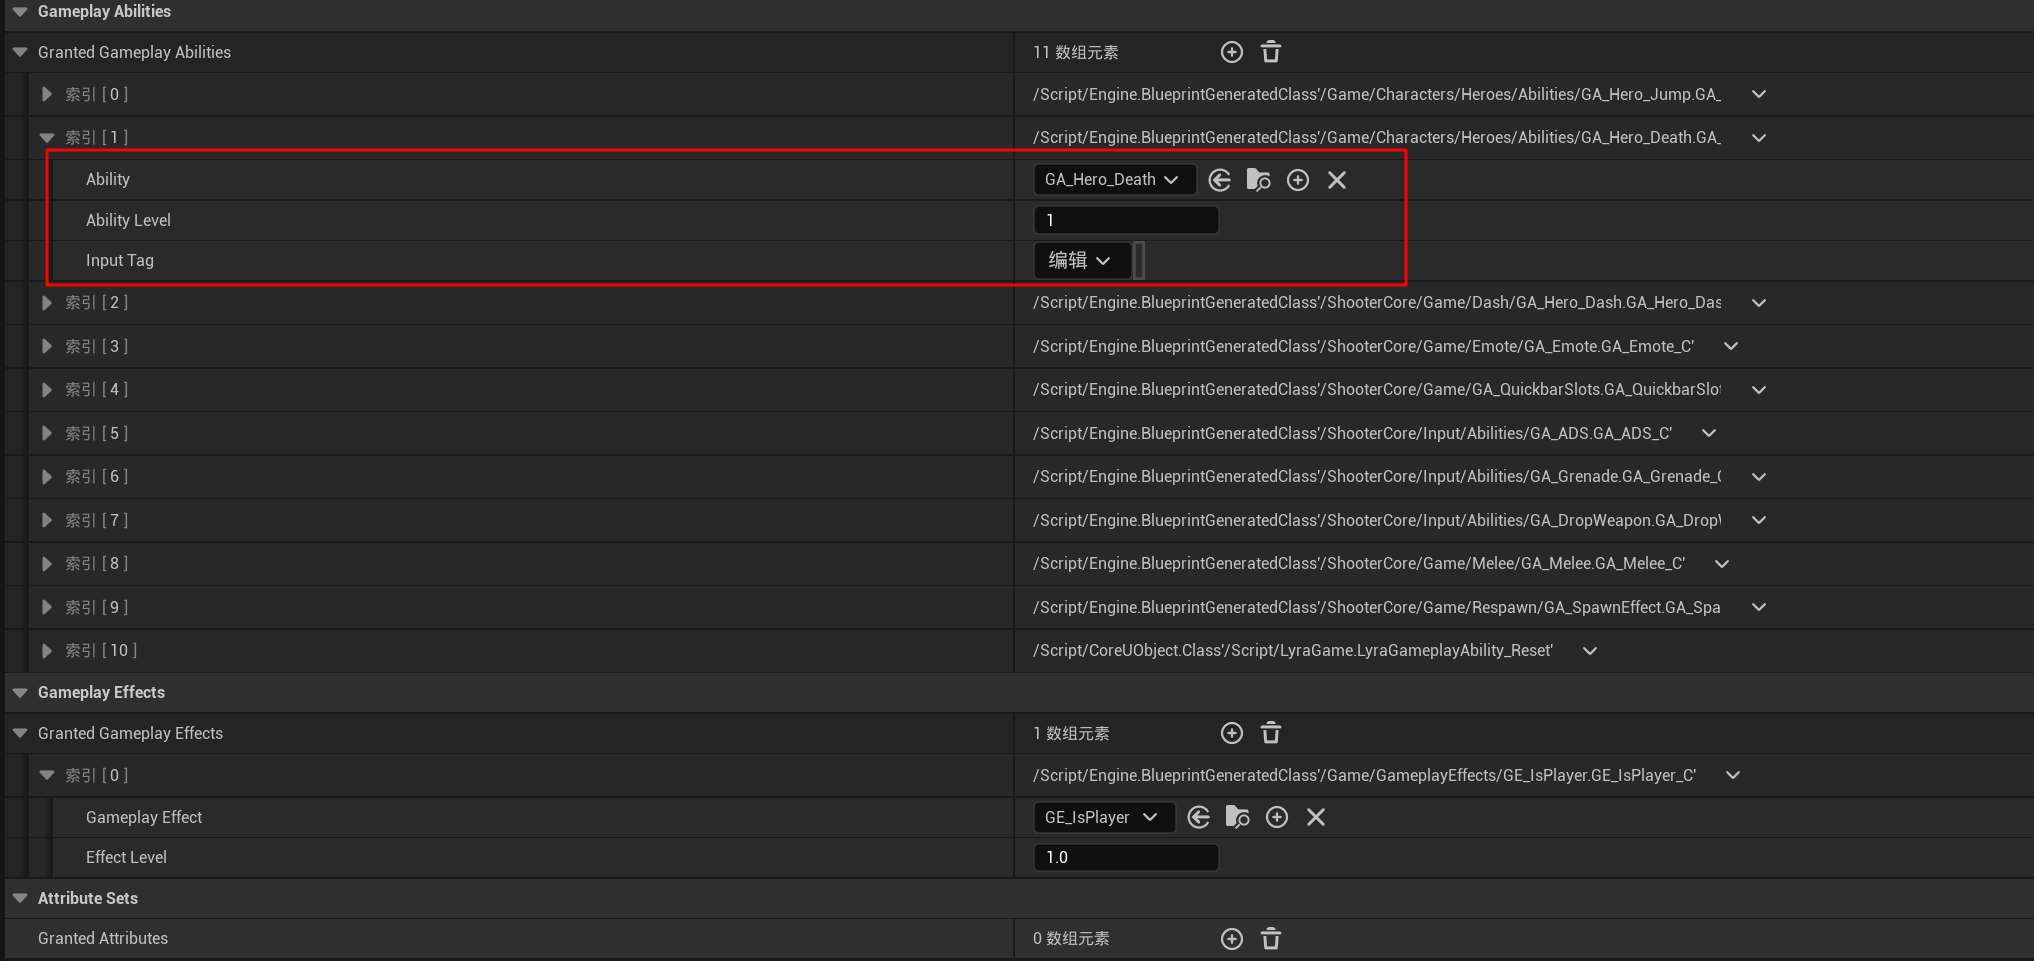 Gameplay Abilities
Granted Gameplay Abilities 11 数组元素
索引 [ 0 ] /Script/Engine.BlueprintGeneratedClass'/Game/Characters/Heroes/Abilities/GA_Hero_Jump.GA_
索引 [ 1 ] /Script/Engine.BlueprintGeneratedClass'/Game/Characters/Heroes/Abilities/GA_Hero_Death.GA_
Ability GA_Hero_Death
Ability Level 1
Input Tag 编辑
索引 [ 2 ] /Script/Engine.BlueprintGeneratedClass'/ShooterCore/Game/Dash/GA_Hero_Dash.GA_Hero_Das
索引 [ 3 ] /Script/Engine.BlueprintGeneratedClass'/ShooterCore/Game/Emote/GA_Emote.GA_Emote_C'
索引 [ 4 ] /Script/Engine.BlueprintGeneratedClass'/ShooterCore/Game/GA_QuickbarSlots.GA_QuickbarSlo
索引 [ 5 ] /Script/Engine.BlueprintGeneratedClass'/ShooterCore/Input/Abilities/GA_ADS.GA_ADS_C'
索引 [ 6 ] /Script/Engine.BlueprintGeneratedClass'/ShooterCore/Input/Abilities/GA_Grenade.GA_Grenade_
索引 [ 7 ] /Script/Engine.BlueprintGeneratedClass'/ShooterCore/Input/Abilities/GA_DropWeapon.GA_Drop
索引 [ 8 ] /Script/Engine.BlueprintGeneratedClass'/ShooterCore/Game/Melee/GA_Melee.GA_Melee_C'
索引 [ 9 ] /Script/Engine.BlueprintGeneratedClass'/ShooterCore/Game/Respawn/GA_SpawnEffect.GA_Spa
索引 [ 10 ] /Script/CoreUObject.Class'/Script/LyraGame.LyraGameplayAbility_Reset'
Gameplay Effects
Granted Gameplay Effects 1 数组元素
索引 [ 0 ] /Script/Engine.BlueprintGeneratedClass'/Game/GameplayEffects/GE_IsPlayer.GE_IsPlayer_C'
Gameplay Effect GE_IsPlayer
Effect Level 1.0
Attribute Sets
Granted Attributes 0 数组元素